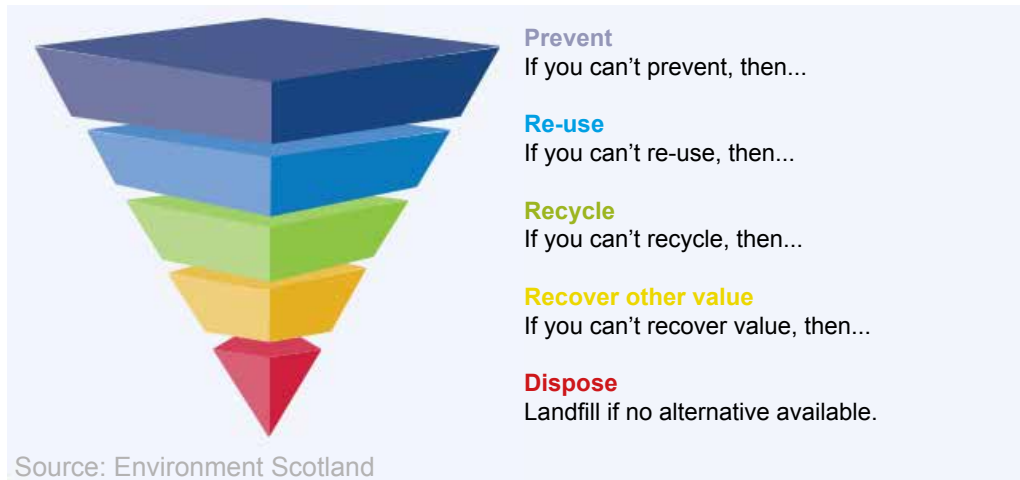 Prevent
If you can’t prevent, then...
Re-use
If you can’t re-use, then...
Recycle
If you can’t recycle, then...
Recover other value
If you can’t recover value, then...
Dispose
Landfill if no alternative available.
Source: Environment Scotland